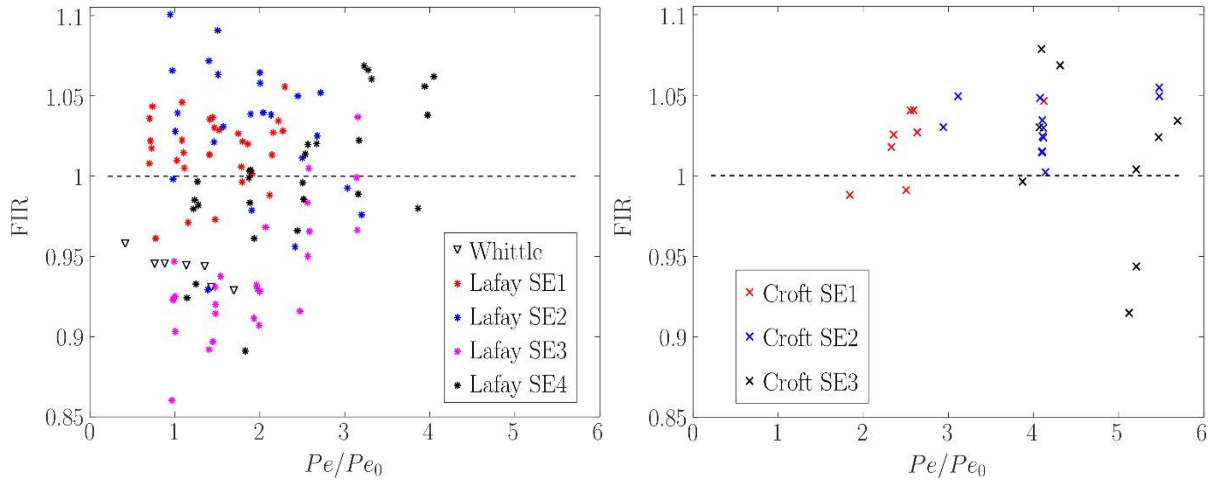 1.1
1.05
1
0.95
0.9
0.85
FIR
0 1 2 3 4 5 6
Pe/Pe0
Whittle
Lafay SE1
Lafay SE2
Lafay SE3
Lafay SE4
1.1
1.05
1
0.95
0.9
0.85
FIR
0 1 2 3 4 5 6
Pe/Pe0
Croft SE1
Croft SE2
Croft SE3